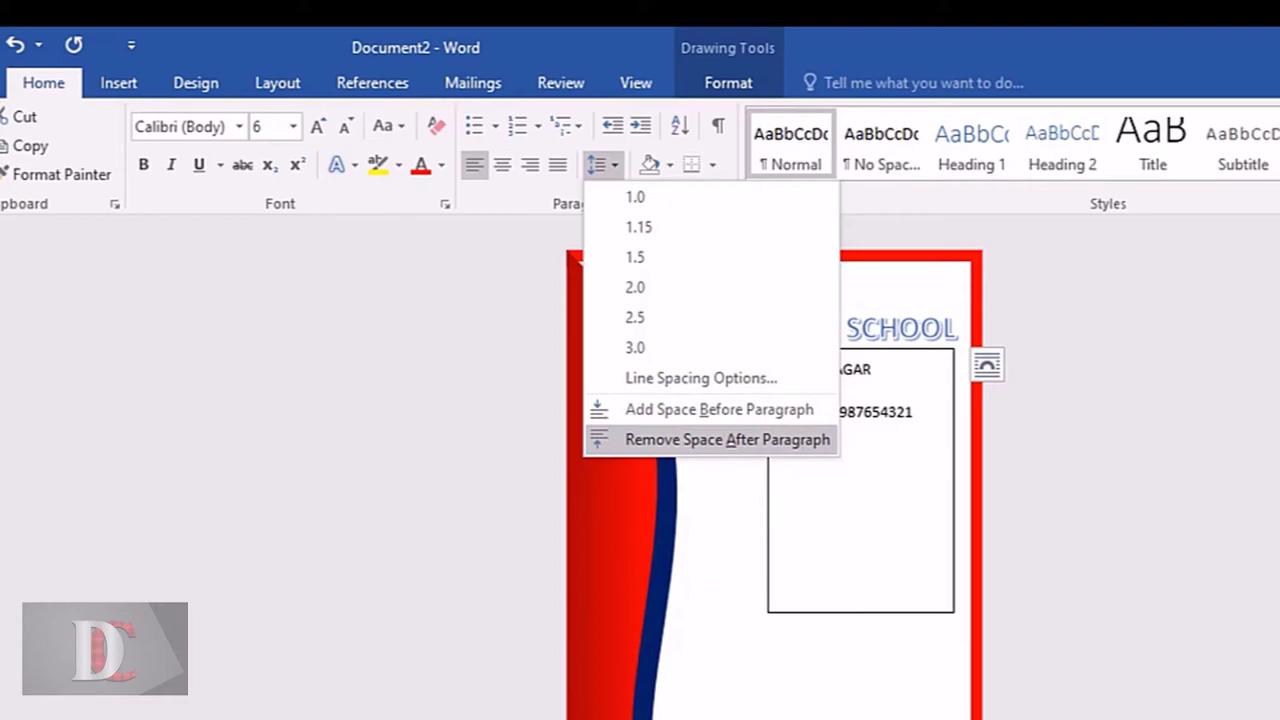 Document2 - Word
Drawing Tools
Home
Insert
Design
Layout
References
Mailings
Review
View
Format
Tell me what you want to do...
Cut
Copy
Format Painter
pboard
Calibri (Body)
6
Aa
B I U abc x₂ x² A ab A
Font
Para
AaBbCcDc
¶ Normal
AaBbCcDc
¶ No Spac...
AaBbCc
Heading 1
AaBbCcD
Heading 2
AaB
Title
AaBbCcD
Subtitle
Styles
1.0
1.15
1.5
2.0
2.5
3.0
Line Spacing Options...
Add Space Before Paragraph
Remove Space After Paragraph
SCHOOL
AGAR
987654321
DC